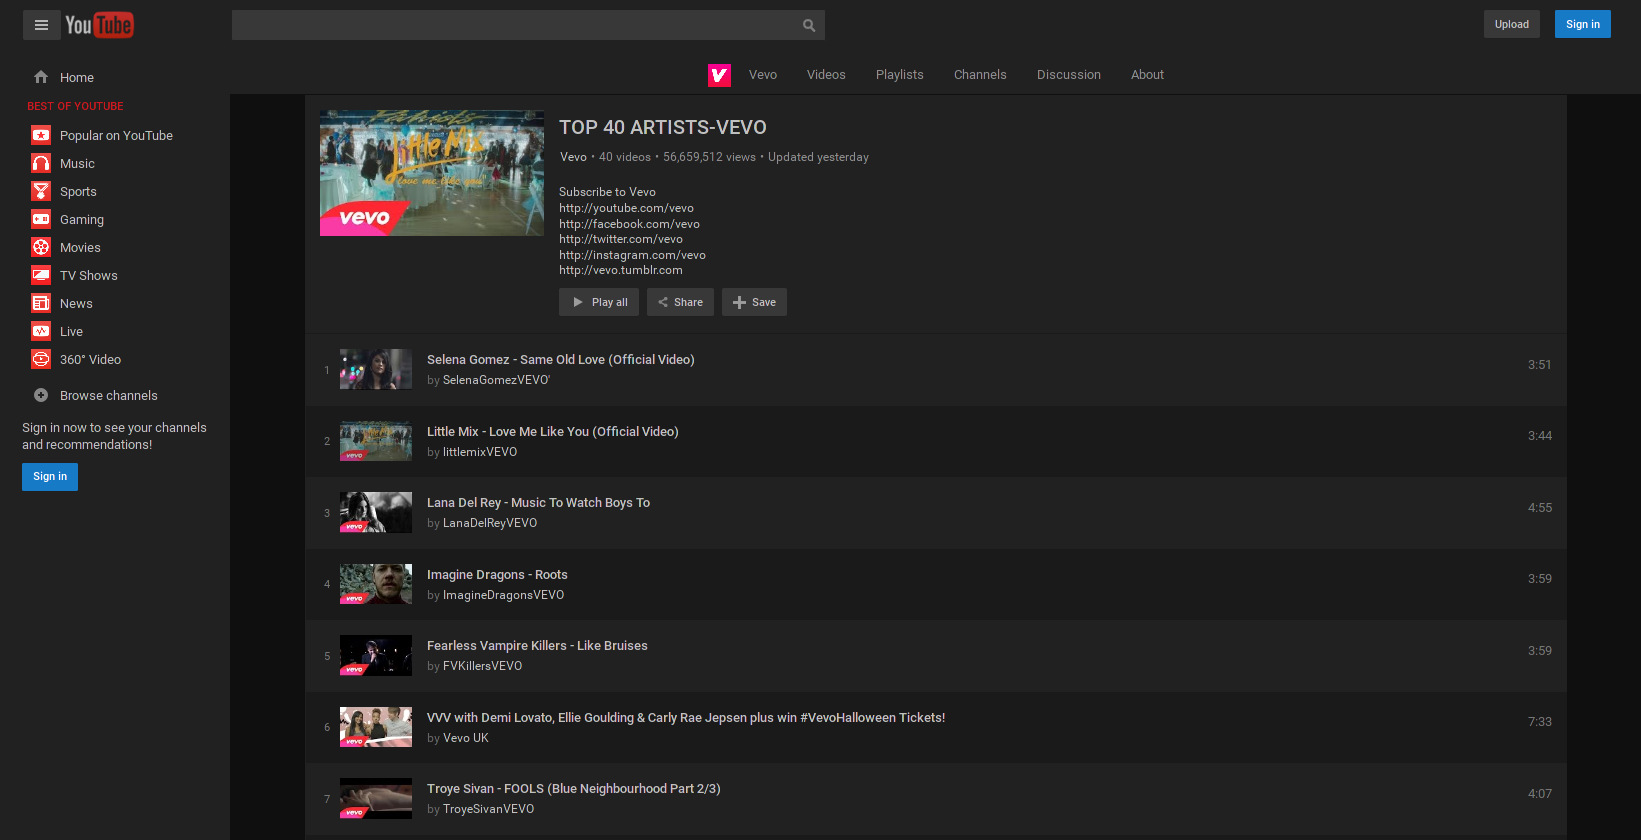 YouTube
Upload
Sign in
Home
BEST OF YOUTUBE
Popular on YouTube
Music
Sports
Gaming
Movies
TV Shows
News
Live
360° Video
Browse channels
Sign in now to see your channels
and recommendations!
Sign in
V Vevo Videos Playlists Channels Discussion About
Little Mix
love me like you
vevo
TOP 40 ARTISTS-VEVO
Vevo • 40 videos • 56,659,512 views • Updated yesterday
Subscribe to Vevo
http://youtube.com/vevo
http://facebook.com/vevo
http://twitter.com/vevo
http://instagram.com/vevo
http://vevo.tumblr.com
Play all
Share
Save
1
Selena Gomez - Same Old Love (Official Video)
by SelenaGomezVEVO'
3:51
2
vevo
Little Mix - Love Me Like You (Official Video)
by littlemixVEVO
3:44
3
vevo
Lana Del Rey - Music To Watch Boys To
by LanaDelReyVEVO
4:55
4
vevo
Imagine Dragons - Roots
by ImagineDragonsVEVO
3:59
5
vevo
Fearless Vampire Killers - Like Bruises
by FVKillersVEVO
3:59
6
vevo
VVV with Demi Lovato, Ellie Goulding & Carly Rae Jepsen plus win #VevoHalloween Tickets!
by Vevo UK
7:33
7
vevo
Troye Sivan - FOOLS (Blue Neighbourhood Part 2/3)
by TroyeSivanVEVO
4:07